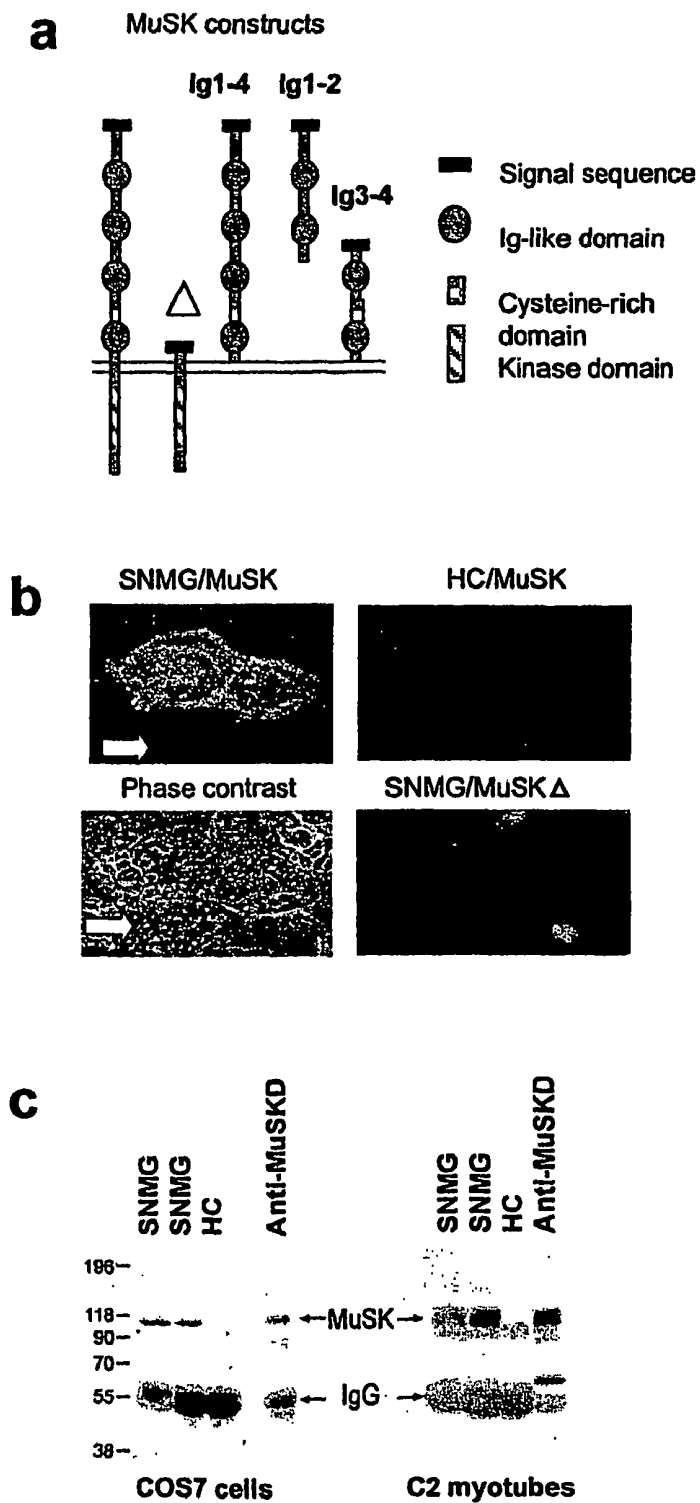 a
MuSK constructs
Ig1-4 Ig1-2
Ig3-4
Δ
Signal sequence
Ig-like domain
Cysteine-rich
domain
Kinase domain
b
SNMG/MuSK
HC/MuSK
Phase contrast
SNMG/MuSK Δ
c
SNMG
SNMG
HC
Anti-MuSKD
SNMG
SNMG
HC
Anti-MuSKD
196
118
90
70
55
38
MuSK
IgG
COS7 cells
C2 myotubes